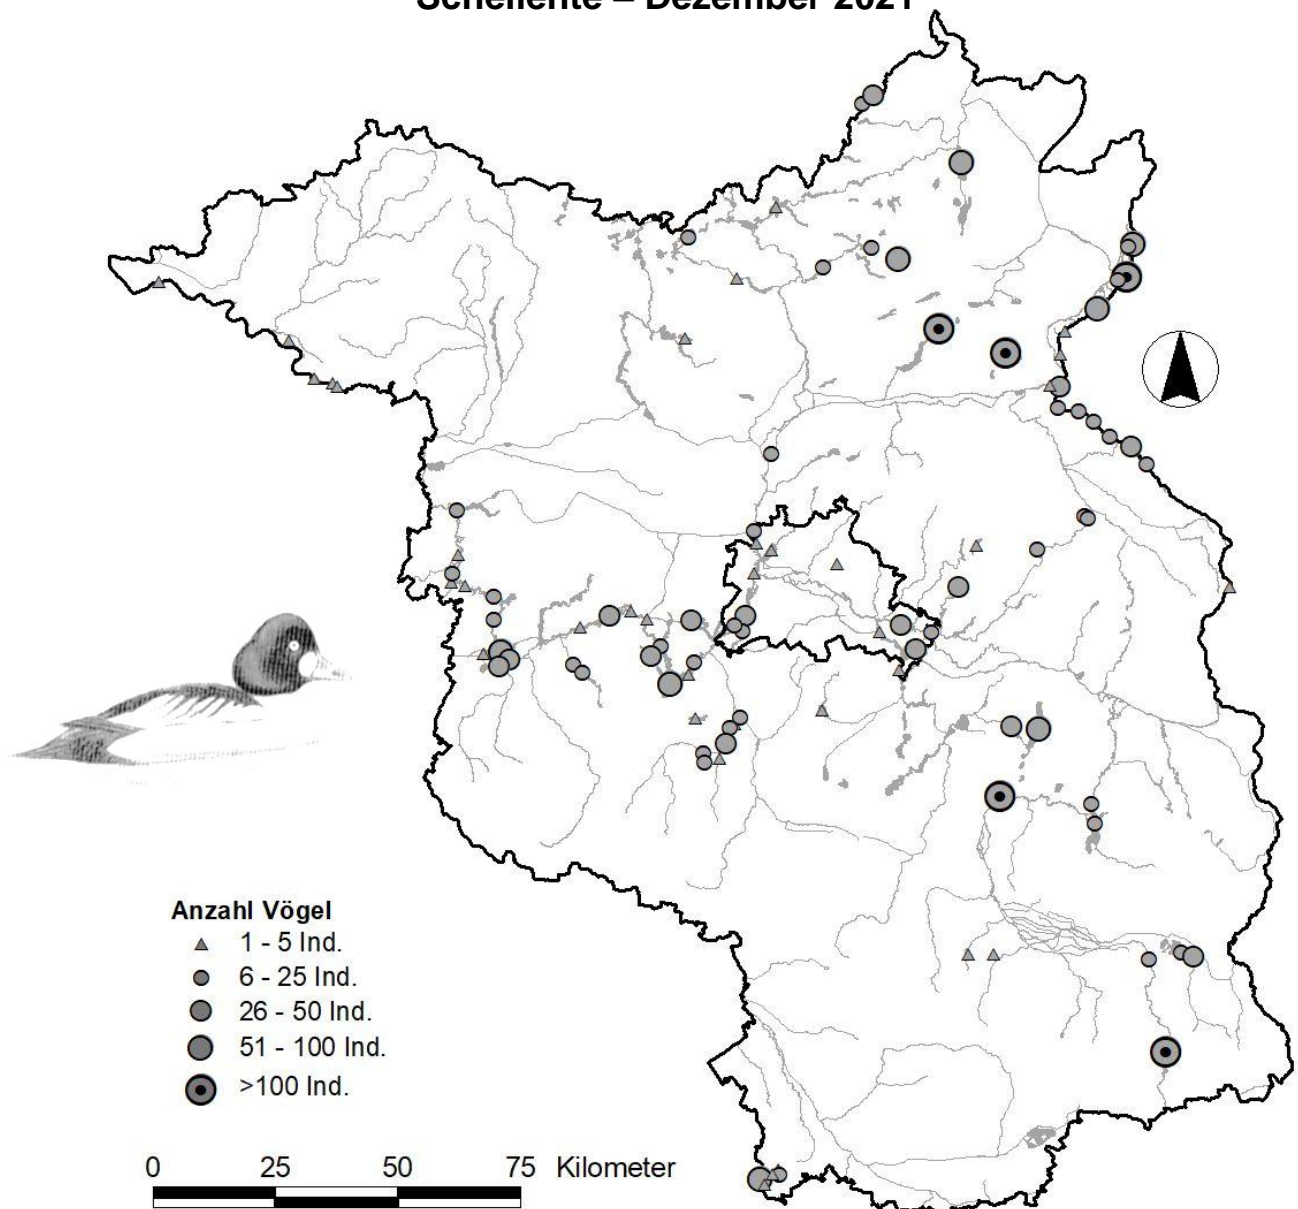 Schellente – Dezember 2021
Anzahl Vögel
1 - 5 Ind.
6 - 25 Ind.
26 - 50 Ind.
51 - 100 Ind.
>100 Ind.
0 25 50 75 Kilometer